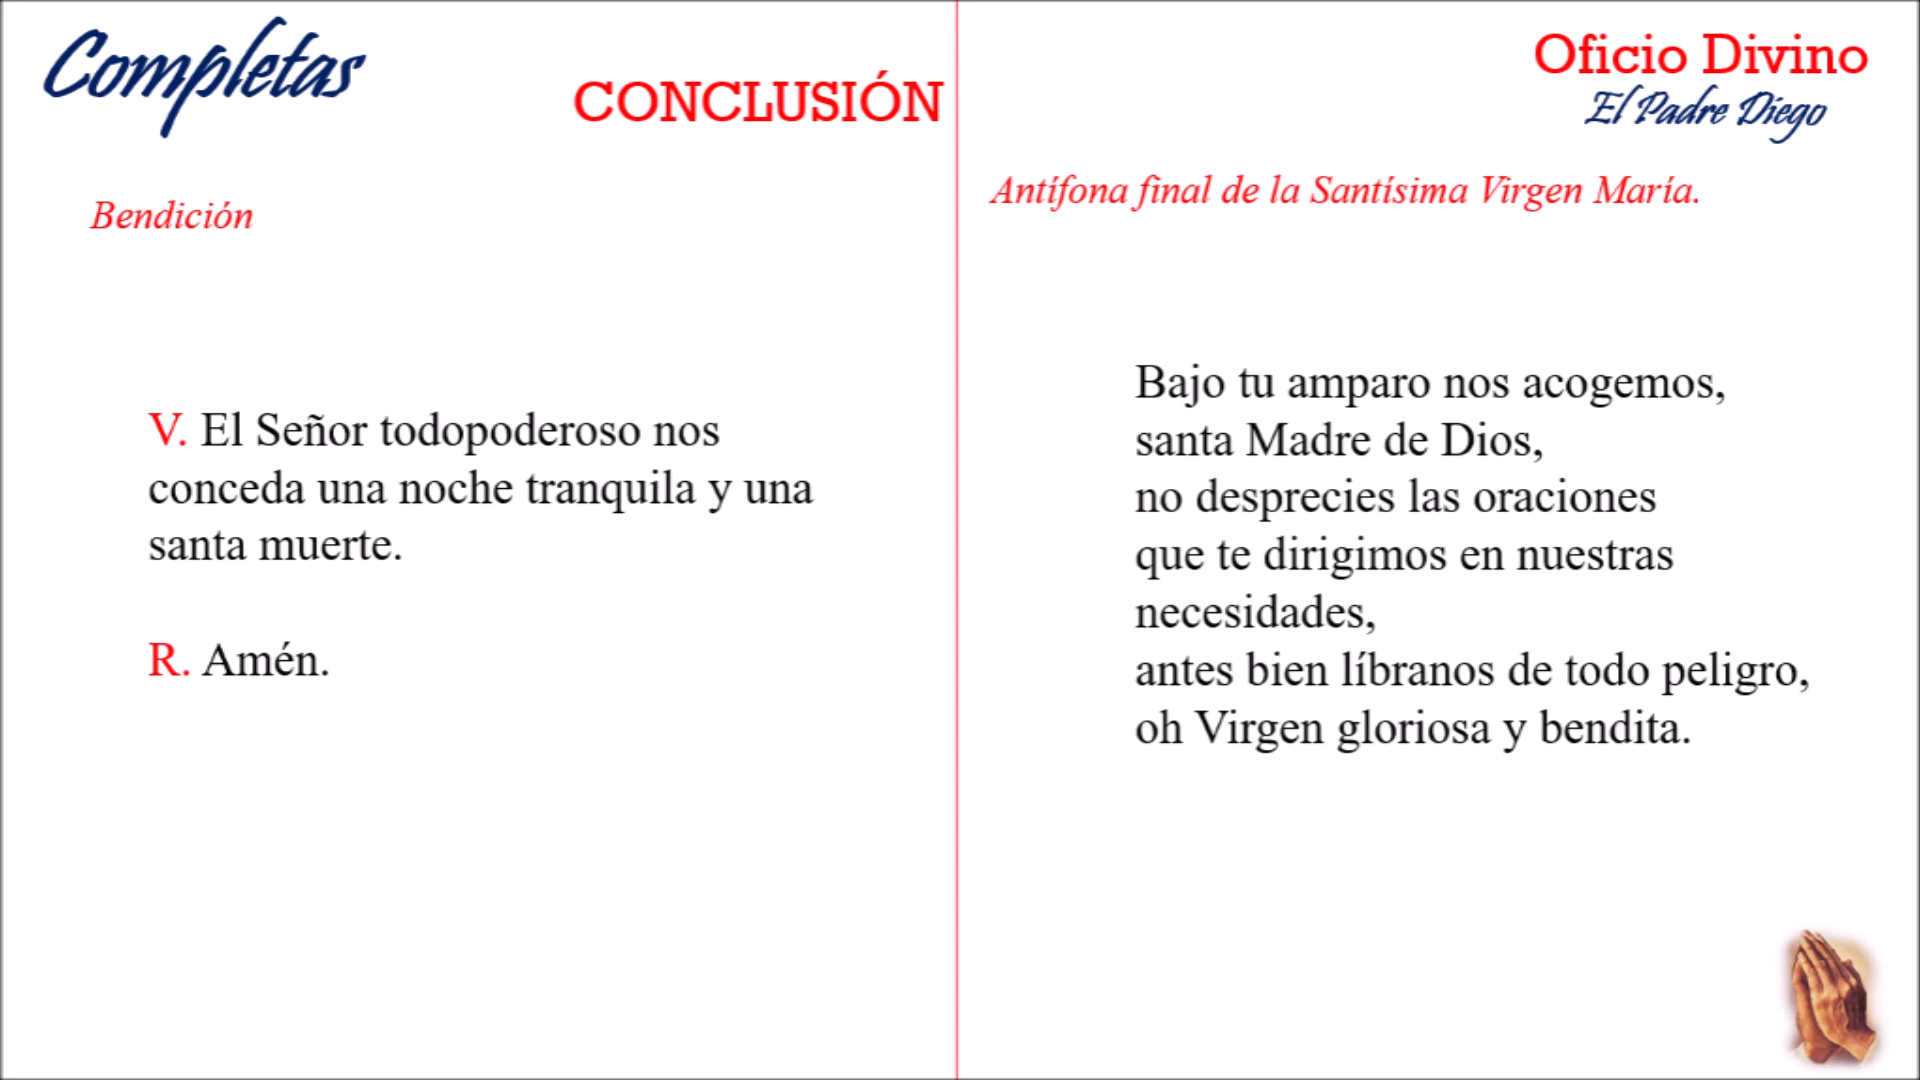 Completas
CONCLUSIÓN
Bendición
V. El Señor todopoderoso nos
conceda una noche tranquila y una
santa muerte.
R. Amén.
Oficio Divino
El Padre Diego
Antífona final de la Santísima Virgen María.
Bajo tu amparo nos acogemos,
santa Madre de Dios,
no desprecies las oraciones
que te dirigimos en nuestras
necesidades,
antes bien líbranos de todo peligro,
oh Virgen gloriosa y bendita.